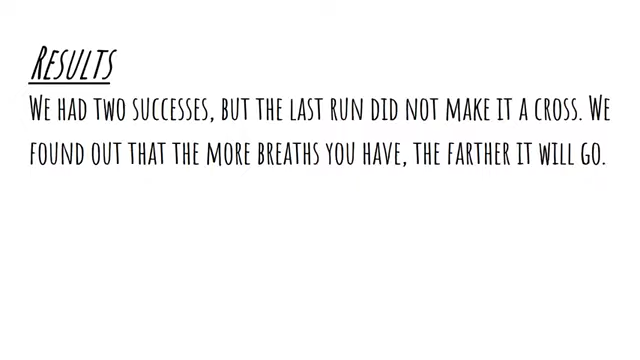 Results
We had two successes, but the last run did not make it a cross. We
found out that the more breaths you have, the farther it will go.